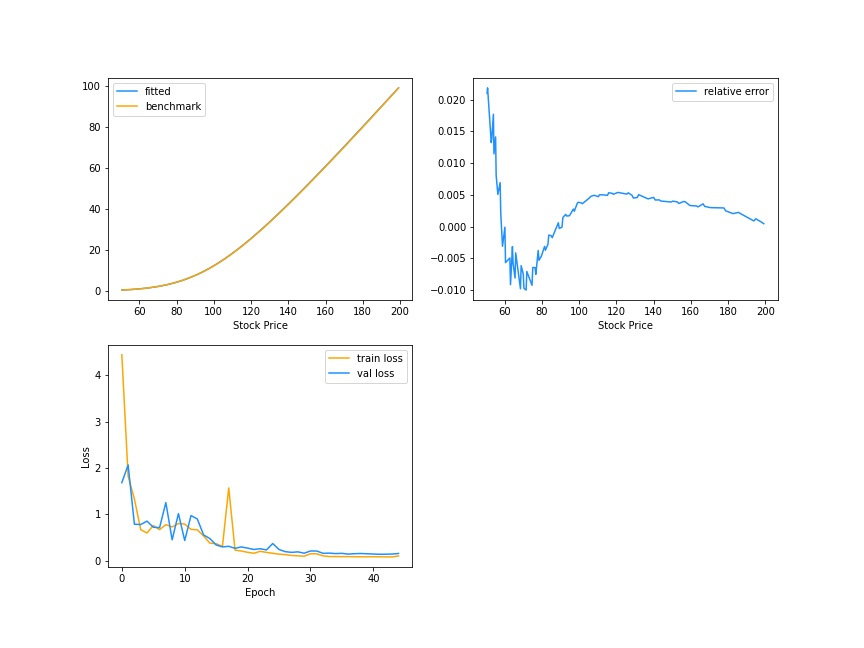 fitted
benchmark
100
80
60
40
20
0
60 80 100 120 140 160 180 200
Stock Price
relative error
0.020
0.015
0.010
0.005
0.000
−0.005
−0.010
60 80 100 120 140 160 180 200
Stock Price
train loss
val loss
4
3
2
1
0
Loss
0 10 20 30 40
Epoch